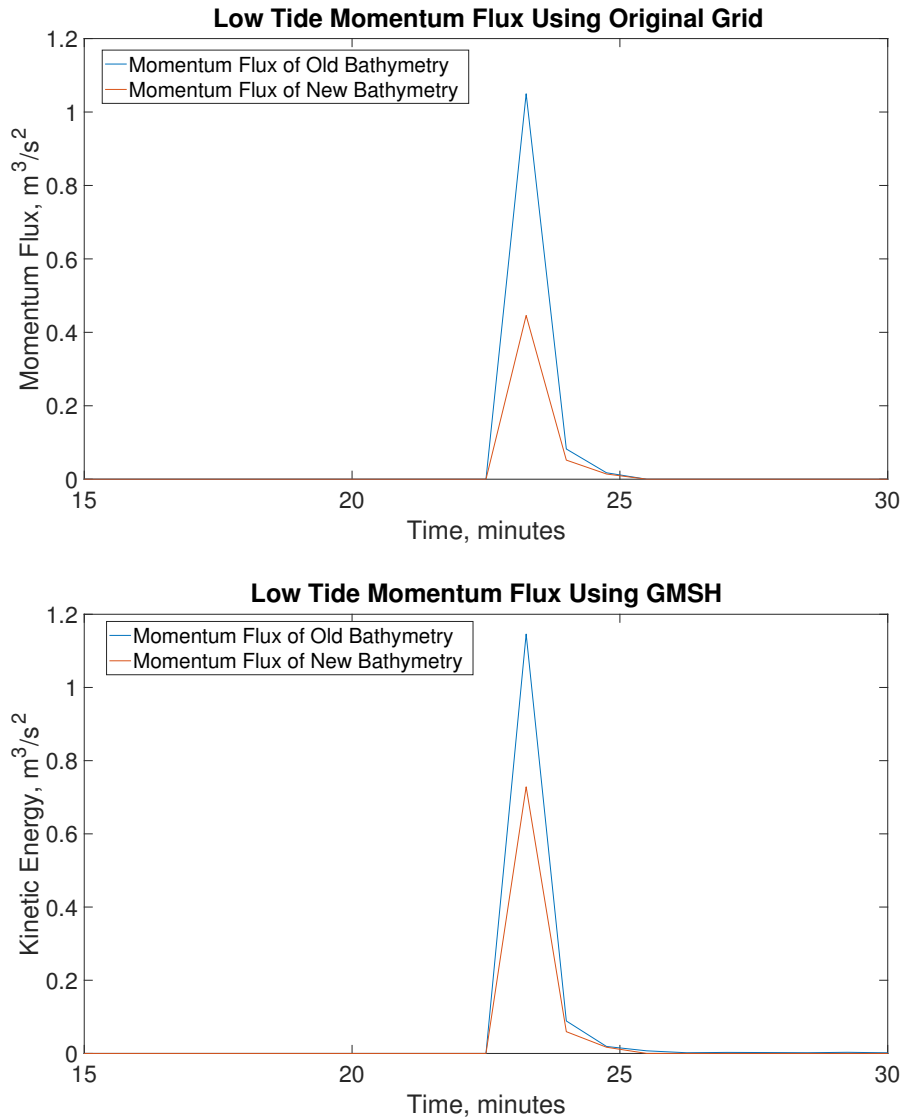 Low Tide Momentum Flux Using Original Grid
1.2
1
0.8
0.6
0.4
0.2
0
Momentum Flux, m³/s²
Momentum Flux of Old Bathymetry
Momentum Flux of New Bathymetry
15 20 25 30
Time, minutes
Low Tide Momentum Flux Using GMSH
1.2
1
0.8
0.6
0.4
0.2
0
Kinetic Energy, m³/s²
Momentum Flux of Old Bathymetry
Momentum Flux of New Bathymetry
15 20 25 30
Time, minutes